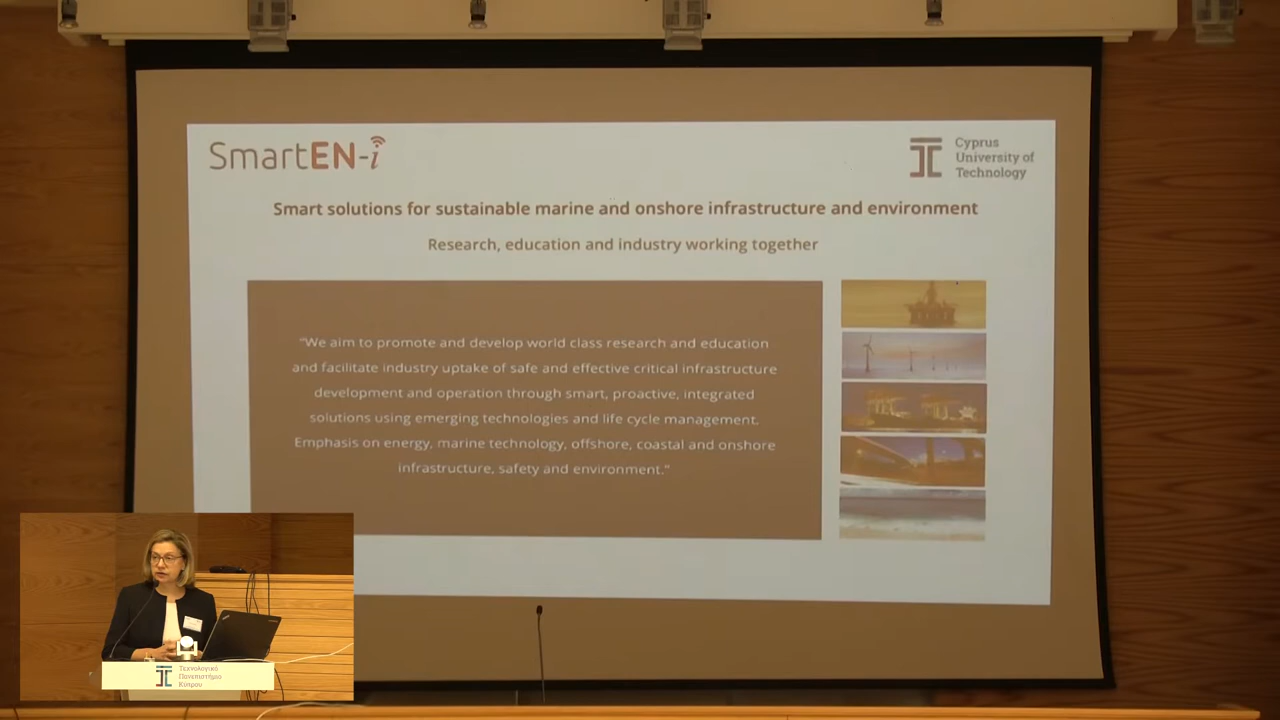 SmartEN-i
Cyprus
University of
Technology
Smart solutions for sustainable marine and onshore infrastructure and environment
Research, education and industry working together
“We aim to promote and develop world class research and education
and facilitate industry uptake of safe and effective critical infrastructure
development and operation through smart, proactive, integrated
solutions using emerging technologies and life cycle management.
Emphasis on energy, marine technology, offshore, coastal and onshore
infrastructure, safety and environment.”
Τεχνολογικό
Πανεπιστήμιο
Κύπρου